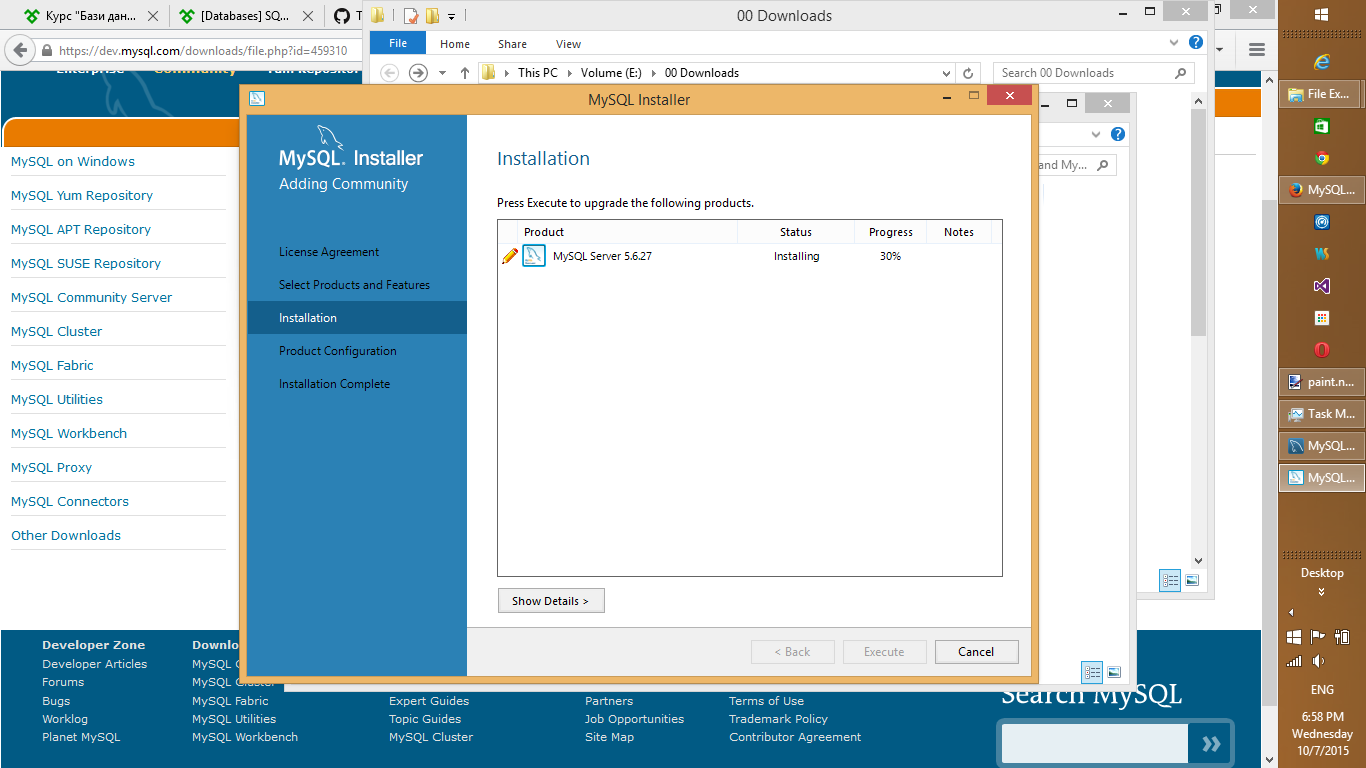 Курс "Бази дан...
[Databases] SQ...
T
00 Downloads
https://dev.mysql.com/downloads/file.php?id=459310
File
Home
Share
View
This PC
Volume (E:)
00 Downloads
Search 00 Downloads
Community
Yum Repositor
MySQL Installer
MySQL on Windows
MySQL Yum Repository
MySQL APT Repository
MySQL SUSE Repository
MySQL Community Server
MySQL Cluster
MySQL Fabric
MySQL Utilities
MySQL Workbench
MySQL Proxy
MySQL Connectors
Other Downloads
MySQL. Installer
Adding Community
License Agreement
Select Products and Features
Installation
Product Configuration
Installation Complete
Installation
Press Execute to upgrade the following products.
Product Status Progress Notes
MySQL Server 5.6.27 Installing 30%
Show Details >
< Back
Execute
Cancel
and My...
Developer Zone
Developer Articles
Forums
Bugs
Worklog
Planet MySQL
Downlo
MySQL C
MySQL Cluster
MySQL Fabric
MySQL Utilities
MySQL Workbench
Expert Guides
Topic Guides
MySQL Cluster
Partners
Job Opportunities
Site Map
Terms of Use
Trademark Policy
Contributor Agreement
Search MySQL
File Ex...
MySQL...
paint.n...
Task M...
MySQL...
MySQL...
Desktop
ENG
6:58 PM
Wednesday
10/7/2015